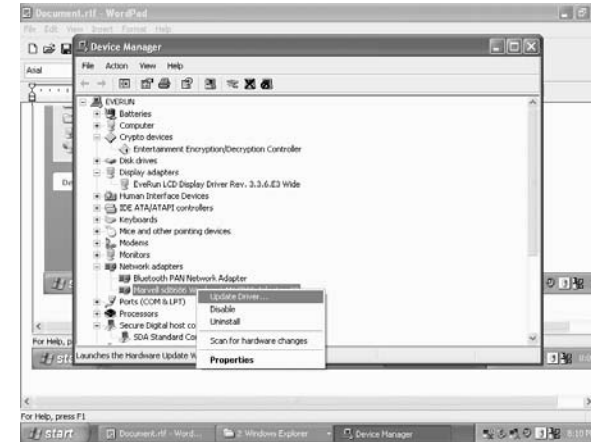 Document.rtf - WordPad
File Edit View Insert Format Help
Device Manager
File Action View Help
Arial
EVERUN
Batteries
Computer
Crypto devices
Entertainment Encryption/Decryption Controller
Disk drives
Display adapters
EveRun LCD Display Driver Rev. 3.3.6.E3 Wide
Human Interface Devices
IDE ATA/ATAPI controllers
Keyboards
Mice and other pointing devices
Modems
Monitors
Network adapters
Bluetooth PAN Network Adapter
Marvell sd8686
Update Driver...
Ports (COM & LPT)
Disable
Processors
Uninstall
Secure Digital host co
SDA Standard Co
Scan for hardware changes
For Help, p
Launches the Hardware Update W
Properties
For Help, press F1
start
Document.rtf - Word...
2 Windows Explorer
Device Manager